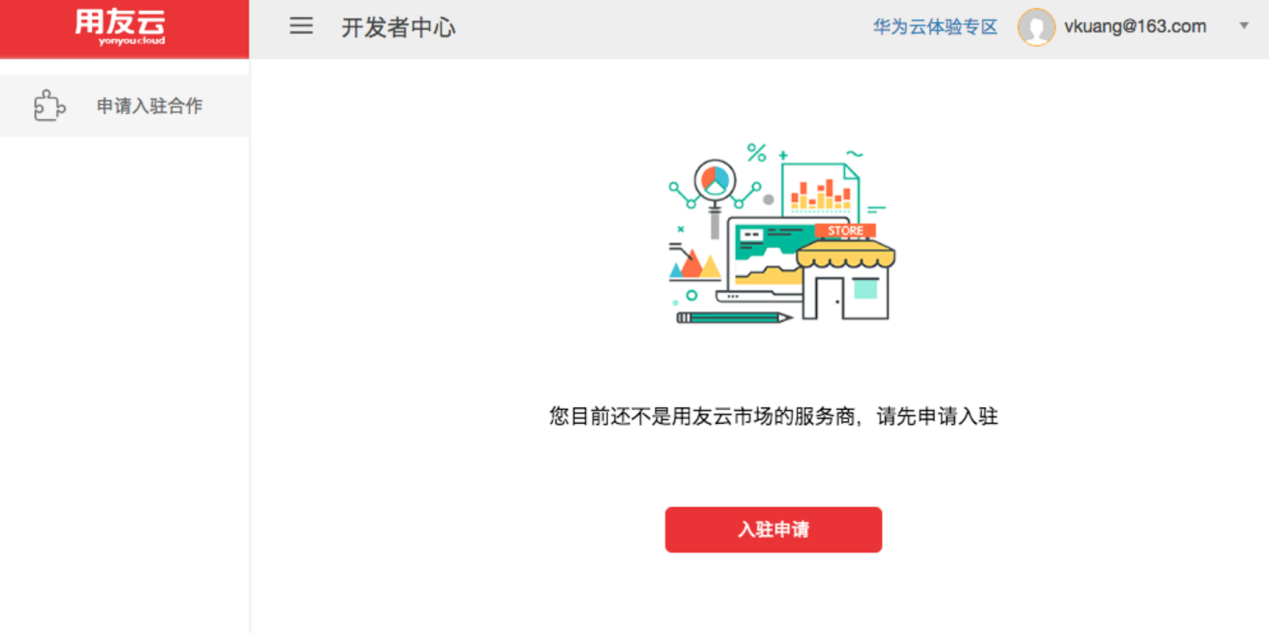 用友云
yonyou cloud
开发者中心
华为云体验专区
vkuang@163.com
申请入驻合作
STORE
您目前还不是用友云市场的服务商，请先申请入驻
入驻申请